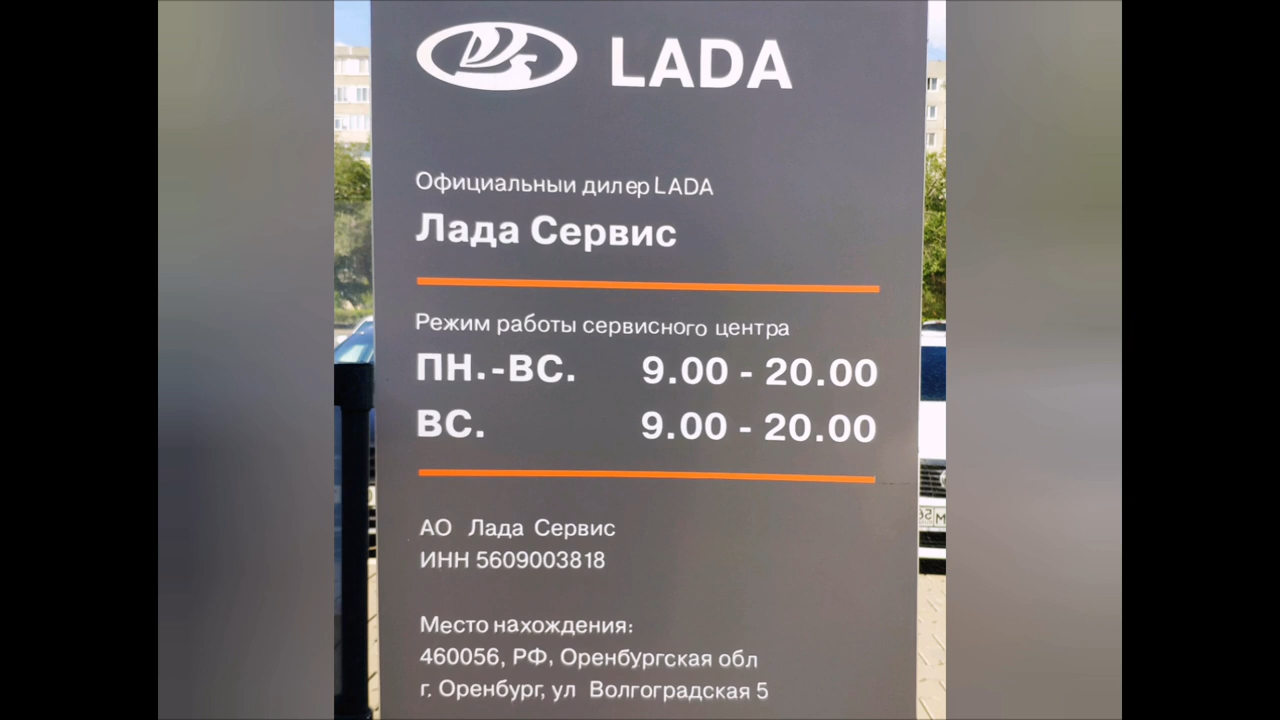 LADA
Официальныи дилер LADA
Лада Сервис
Режим работы сервисного центра
ПН.-ВС. 9.00 - 20.00
ВС. 9.00 - 20.00
АО Лада Сервис
ИНН 5609003818
Место нахождения:
460056, РФ, Оренбургская обл
г. Оренбург, ул Волгоградская 5